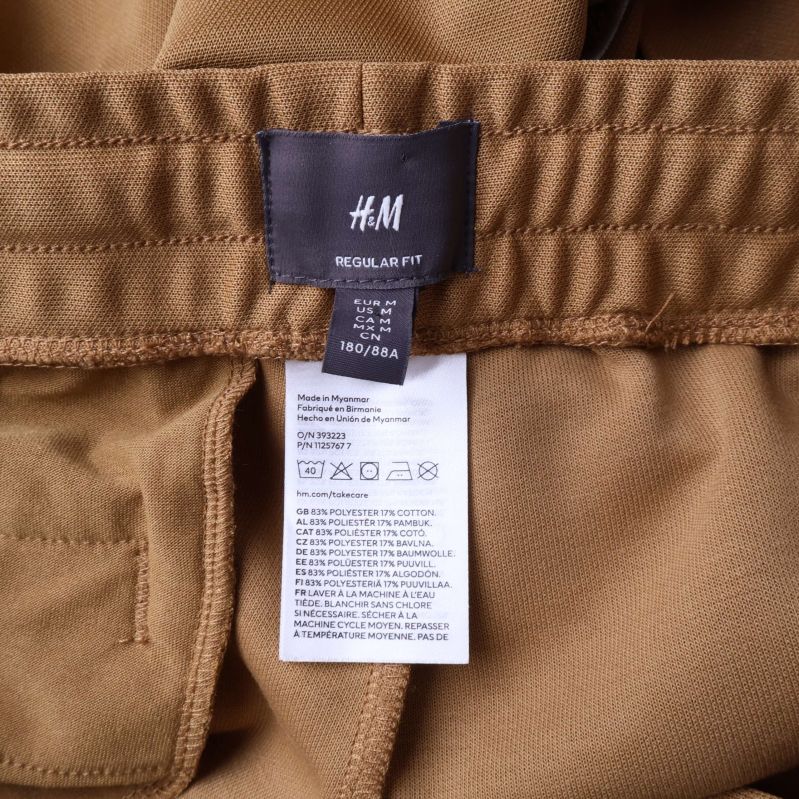 H&M
REGULAR FIT
EUR M
US M
CA M
MX M
CN
180/88A
Made in Myanmar
Fabriqué en Birmanie
Hecho en Unión de Myanmar
O/N 393223
P/N 1125767 7
40
hm.com/takecare
GB 83% POLYESTER 17% COTTON.
AL 83% POLIESTËR 17% PAMBUK.
CAT 83% POLIÈSTER 17% COTÓ.
CZ 83% POLYESTER 17% BAVLNA.
DE 83% POLYESTER 17% BAUMWOLLE.
EE 83% POLÜESTER 17% PUUVILL.
ES 83% POLIÉSTER 17% ALGODÓN.
FI 83% POLYESTERIÄ 17% PUUVILLAA.
FR LAVER À LA MACHINE À L'EAU
TIÈDE. BLANCHIR SANS CHLORE
SI NÉCESSAIRE. SÉCHER À LA
MACHINE CYCLE MOYEN. REPASSER
À TEMPÉRATURE MOYENNE. PAS DE